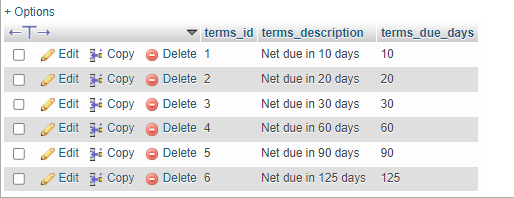 + Options
←T→ terms_id terms_description terms_due_days
Edit Copy Delete 1 Net due in 10 days 10
Edit Copy Delete 2 Net due in 20 days 20
Edit Copy Delete 3 Net due in 30 days 30
Edit Copy Delete 4 Net due in 60 days 60
Edit Copy Delete 5 Net due in 90 days 90
Edit Copy Delete 6 Net due in 125 days 125